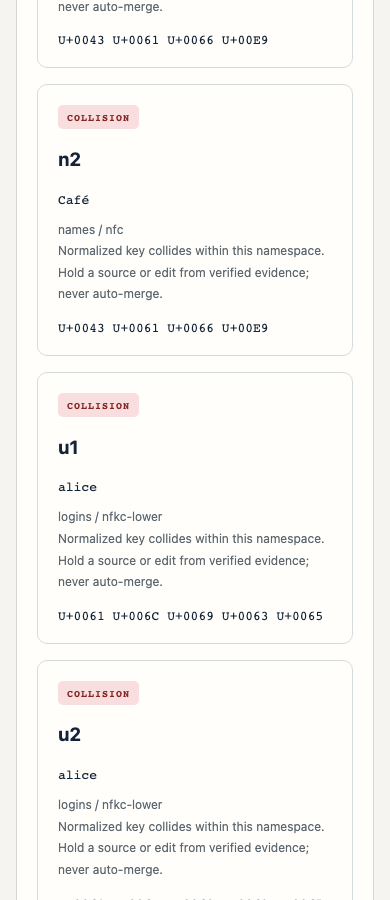 never auto-merge.
U+0043 U+0061 U+0066 U+00E9
COLLISION
n2
Café
names / nfc
Normalized key collides within this namespace.
Hold a source or edit from verified evidence;
never auto-merge.
U+0043 U+0061 U+0066 U+00E9
COLLISION
u1
alice
logins / nfkc-lower
Normalized key collides within this namespace.
Hold a source or edit from verified evidence;
never auto-merge.
U+0061 U+006C U+0069 U+0063 U+0065
COLLISION
u2
alice
logins / nfkc-lower
Normalized key collides within this namespace.
Hold a source or edit from verified evidence;
never auto-merge.